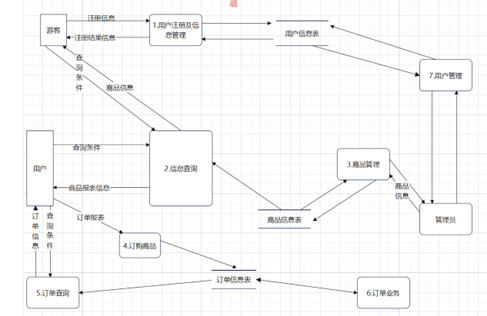 游客
注册信息
注册结果信息
1.用户注册及信
息管理
用户信息表
7.用户管理
查询条件
商品信息
用户
查询条件
商品报表信息
2.信息查询
3.商品管理
商品
信息
管理员
商品信息表
订单信息
查询条件
订单报表
4.订购商品
订单信息表
5.订单查询
6.订单业务